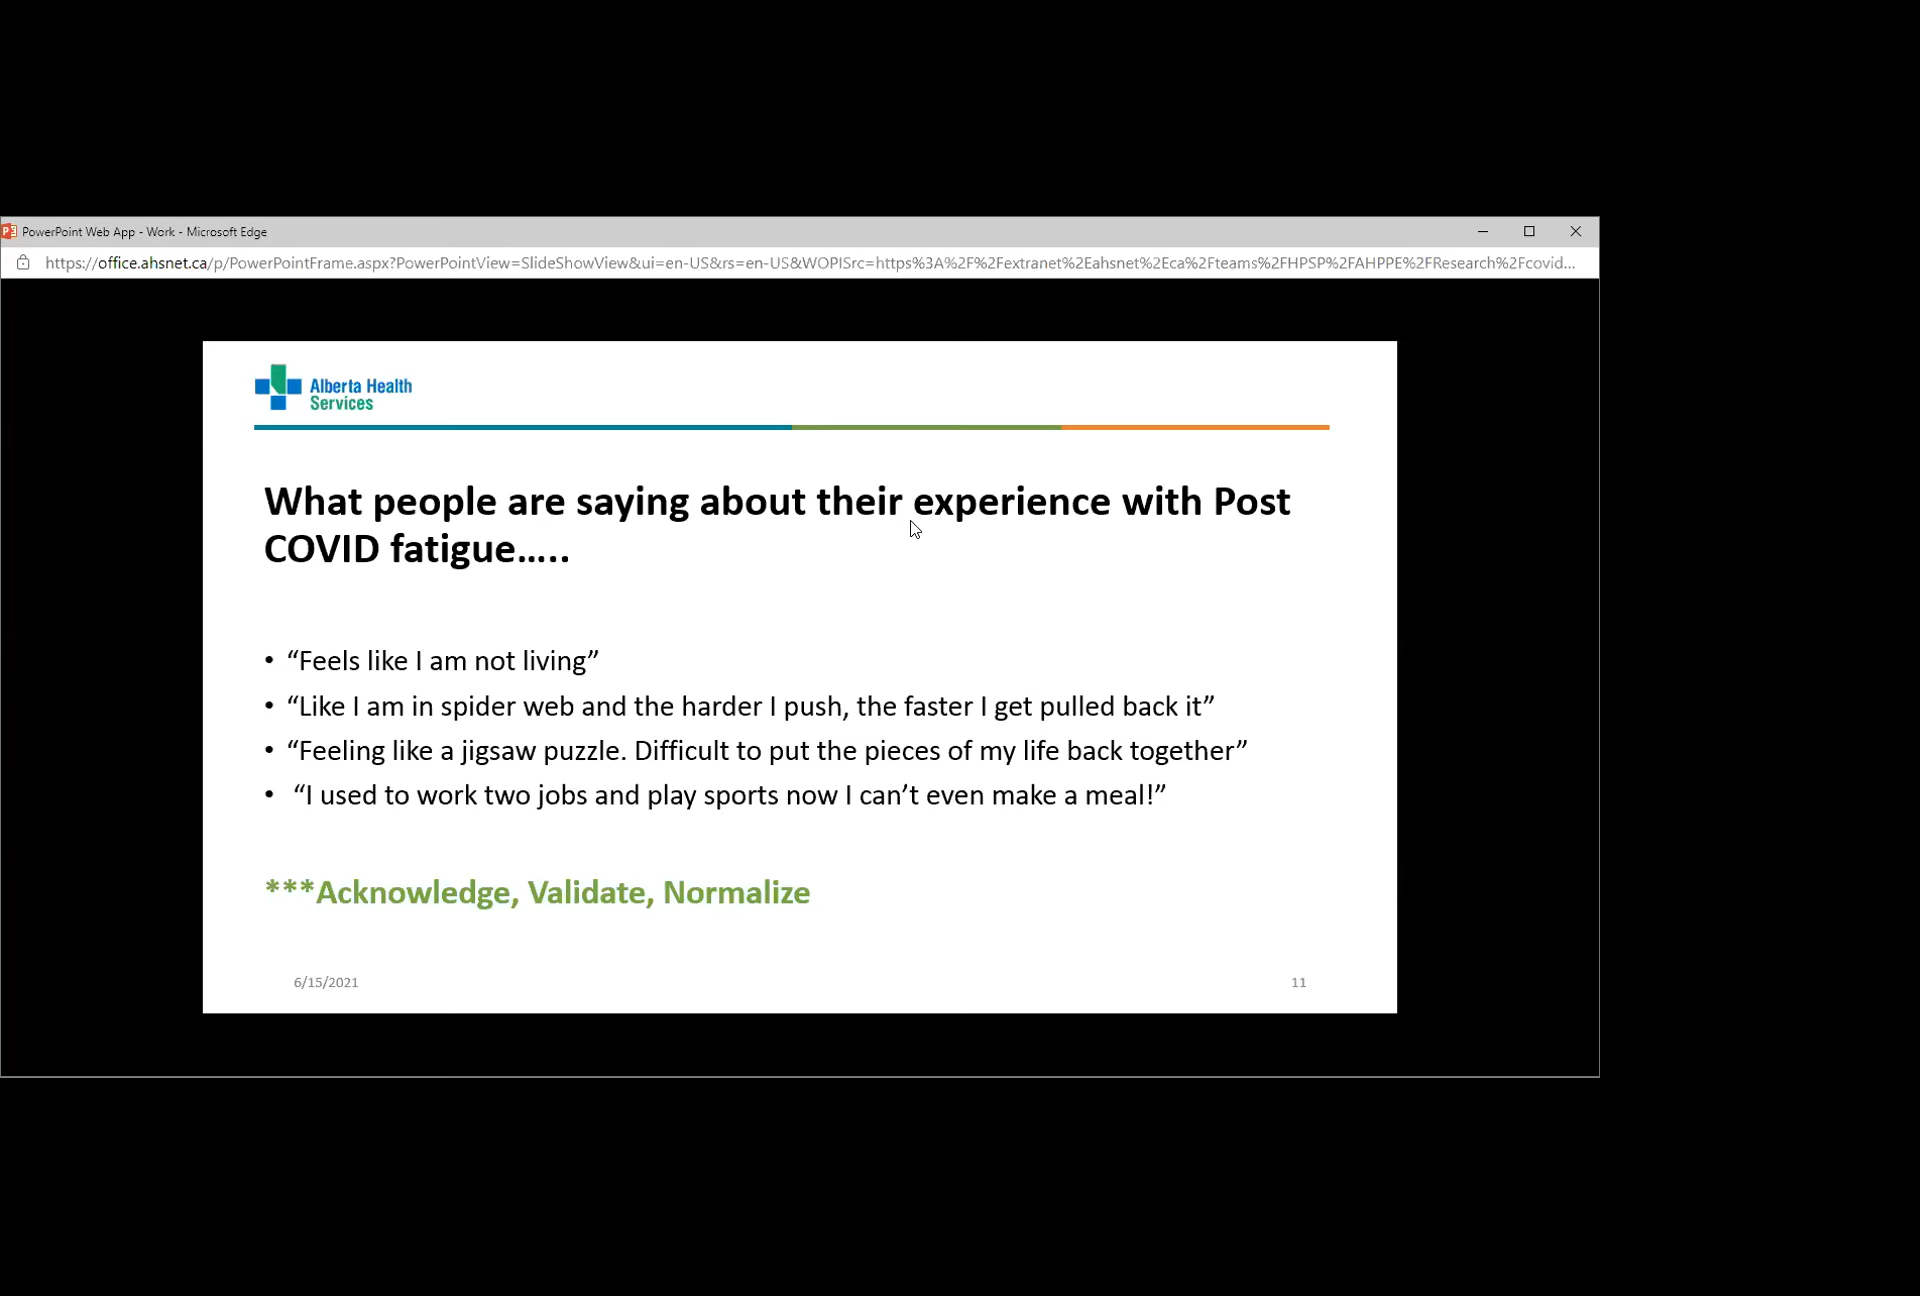 PowerPoint Web App - Work - Microsoft Edge
https://office.ahsnet.ca/p/PowerPointFrame.aspx?PowerPointView=SlideShowView&ui=en-US&rs=en-US&WOPISrc=https%3A%2F%2Fextranet%2Eahsnet%2Eca%2Fteams%2FHPSP%2FAHPPE%2FResearch%2Fcovid...
Alberta Health
Services
What people are saying about their experience with Post
COVID fatigue…..
• “Feels like I am not living”
• “Like I am in spider web and the harder I push, the faster I get pulled back it”
• “Feeling like a jigsaw puzzle. Difficult to put the pieces of my life back together”
• “I used to work two jobs and play sports now I can’t even make a meal!”
***Acknowledge, Validate, Normalize
6/15/2021
11